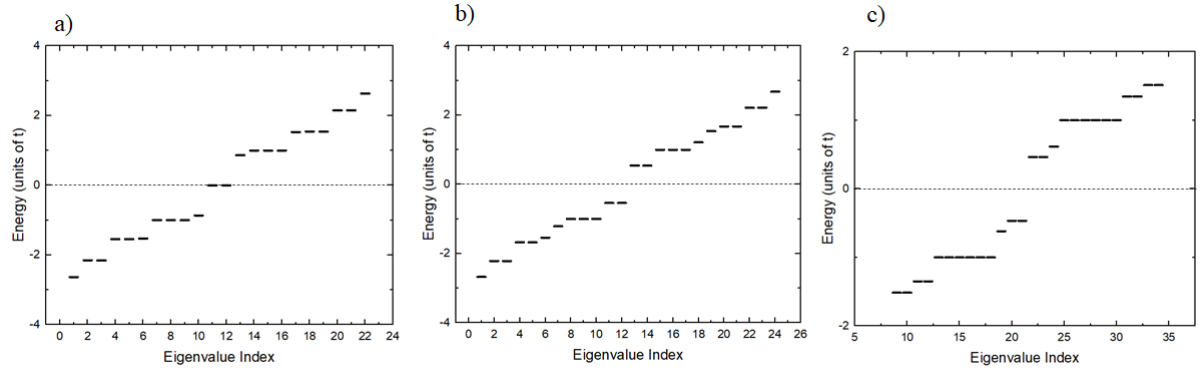 a)
b)
c)
Energy (units of t)
4
2
0
-2
-4
0 2 4 6 8 10 12 14 16 18 20 22 24
Eigenvalue Index
Energy (units of t)
4
2
0
-2
-4
0 2 4 6 8 10 12 14 16 18 20 22 24 26
Eigenvalue Index
Energy (units of t)
2
0
-2
5 10 15 20 25 30 35
Eigenvalue Index